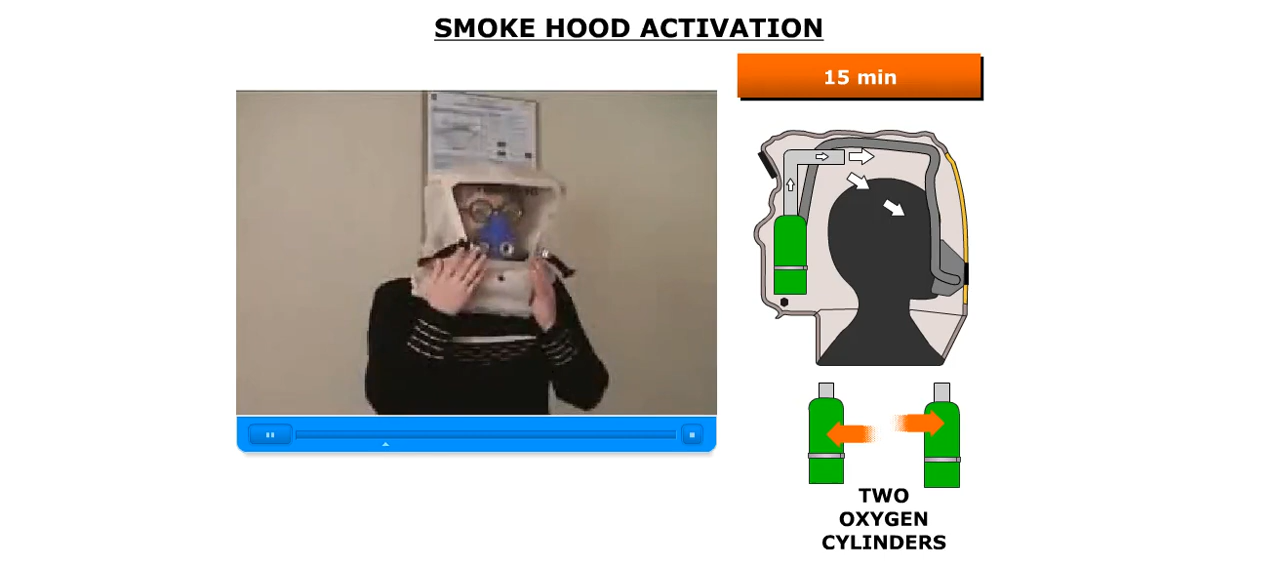 SMOKE HOOD ACTIVATION
15 min
TWO
OXYGEN
CYLINDERS